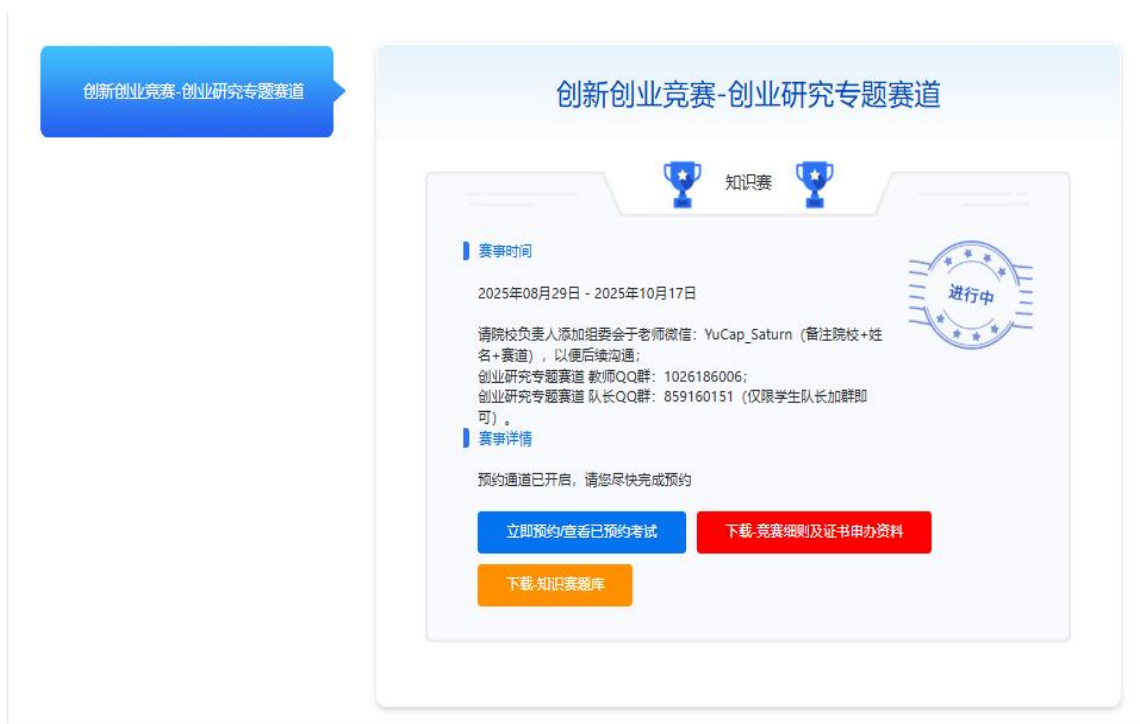 创新创业竞赛-创业研究专题赛道
创新创业竞赛-创业研究专题赛道
知识赛
赛事时间
进行中
2025年08月29日 - 2025年10月17日
请院校负责人添加组委会于老师微信：YuCap_Saturn（备注院校+姓
名+赛道），以便后续沟通；
创业研究专题赛道 教师QQ群：1026186006；
创业研究专题赛道 队长QQ群：859160151（仅限学生队长加群即
可）。
赛事详情
预约通道已开启，请您尽快完成预约
立即预约/查看已预约考试
下载-竞赛细则及证书申办资料
下载-知识赛题库